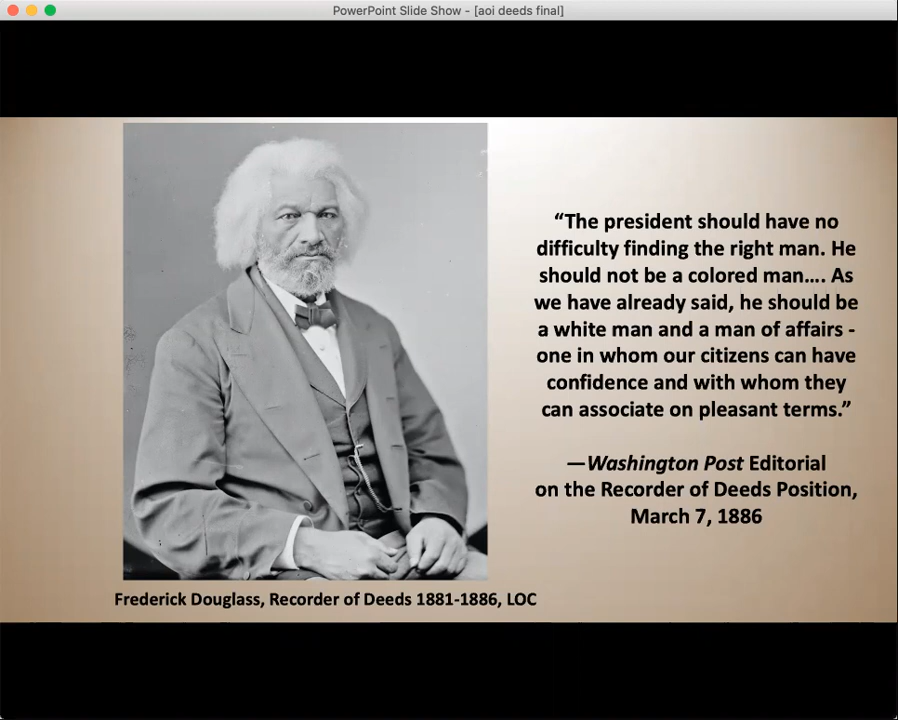 PowerPoint Slide Show - [aoi deeds final]
“The president should have no
difficulty finding the right man. He
should not be a colored man.... As
we have already said, he should be
a white man and a man of affairs -
one in whom our citizens can have
confidence and with whom they
can associate on pleasant terms.”
—Washington Post Editorial
on the Recorder of Deeds Position,
March 7, 1886
Frederick Douglass, Recorder of Deeds 1881-1886, LOC